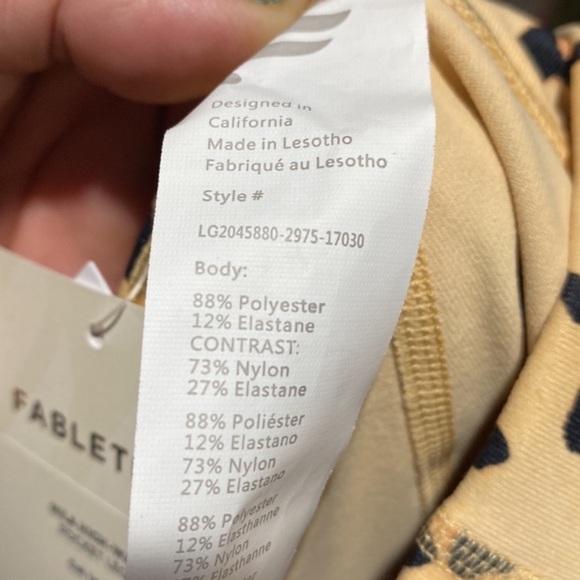 Designed in
California
Made in Lesotho
Fabriqué au Lesotho
Style #
LG2045880-2975-17030
Body:
88% Polyester
12% Elastane
CONTRAST:
73% Nylon
27% Elastane
88% Poliéster
12% Elastano
73% Nylon
27% Elastano
88% Polyester
12% Elasthanne
73% Nylon
Elasthanne
FABLET